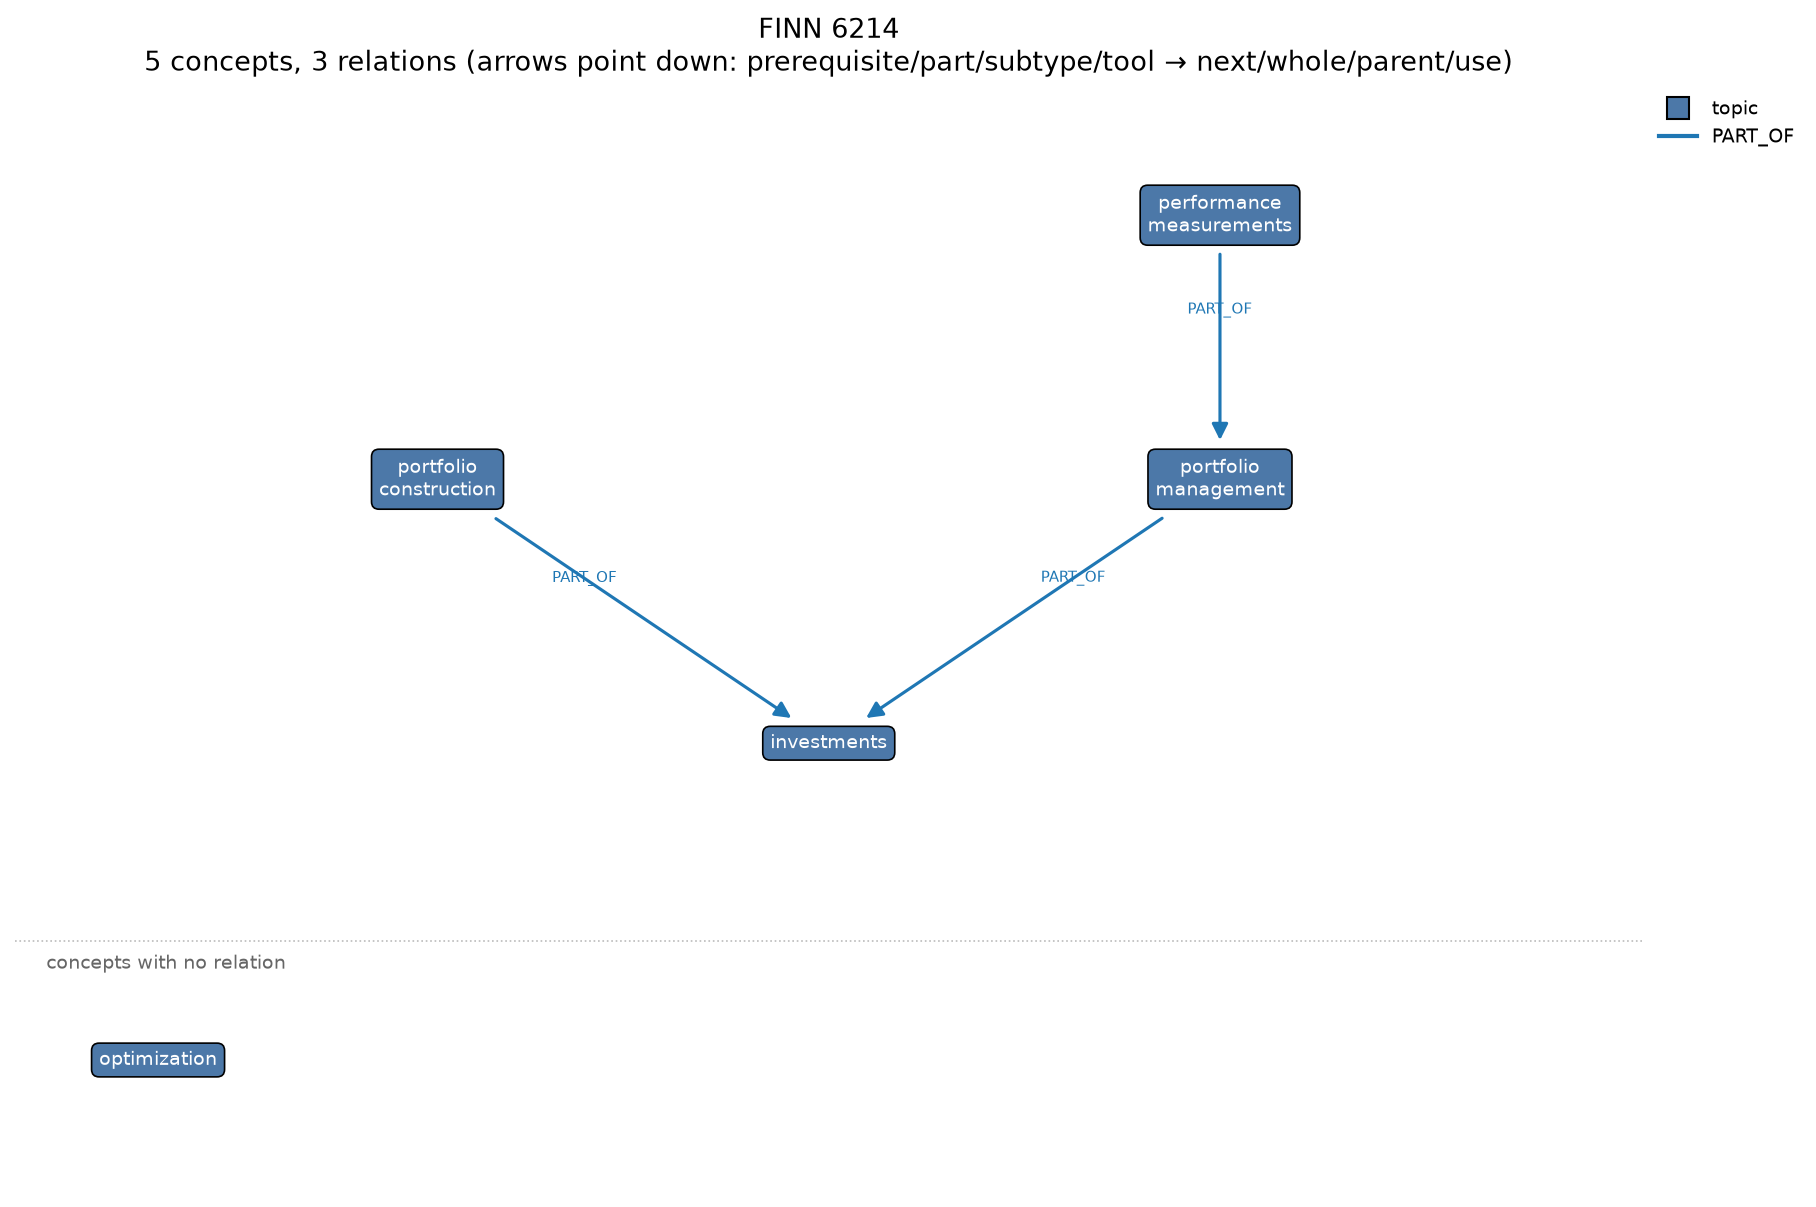 FINN 6214
5 concepts, 3 relations (arrows point down: prerequisite/part/subtype/tool → next/whole/parent/use)
topic
PART_OF
performance
measurements
PART_OF
portfolio
construction
portfolio
management
PART_OF
PART_OF
investments
concepts with no relation
optimization